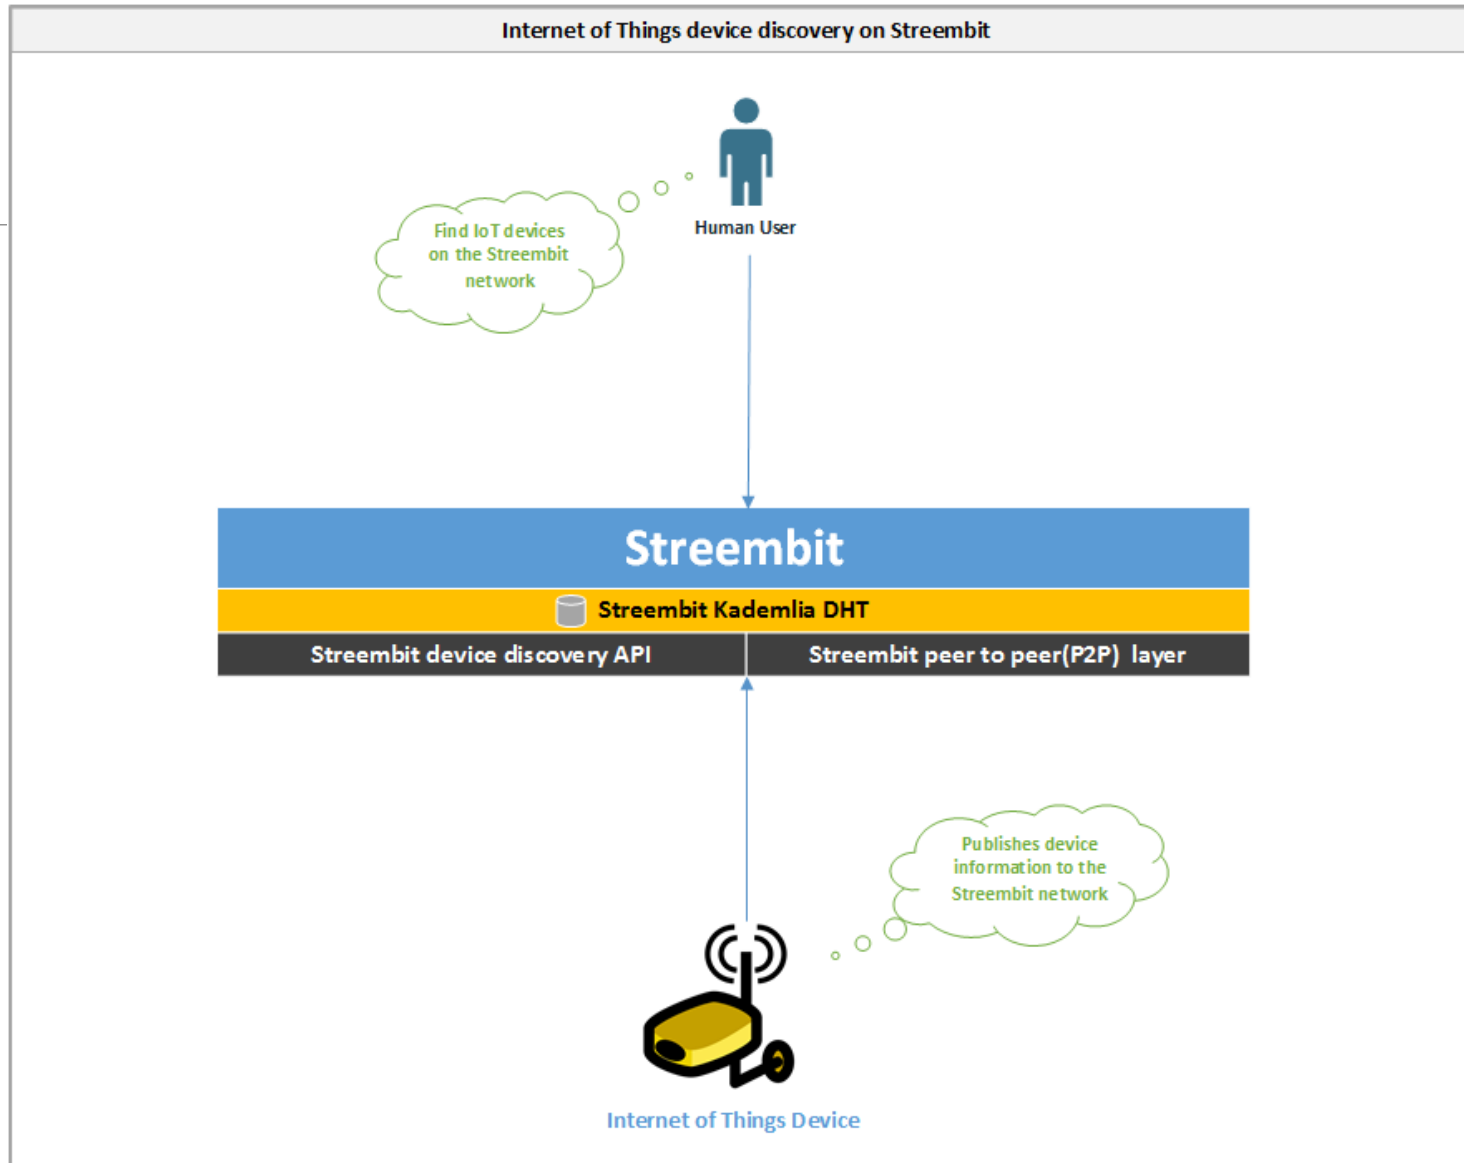 Internet of Things device discovery on Streembit
Find IoT devices
on the Streembit
network
Human User
Streembit
Streembit Kademlia DHT
Streembit device discovery API
Streembit peer to peer(P2P) layer
Publishes device
information to the
Streembit network
Internet of Things Device